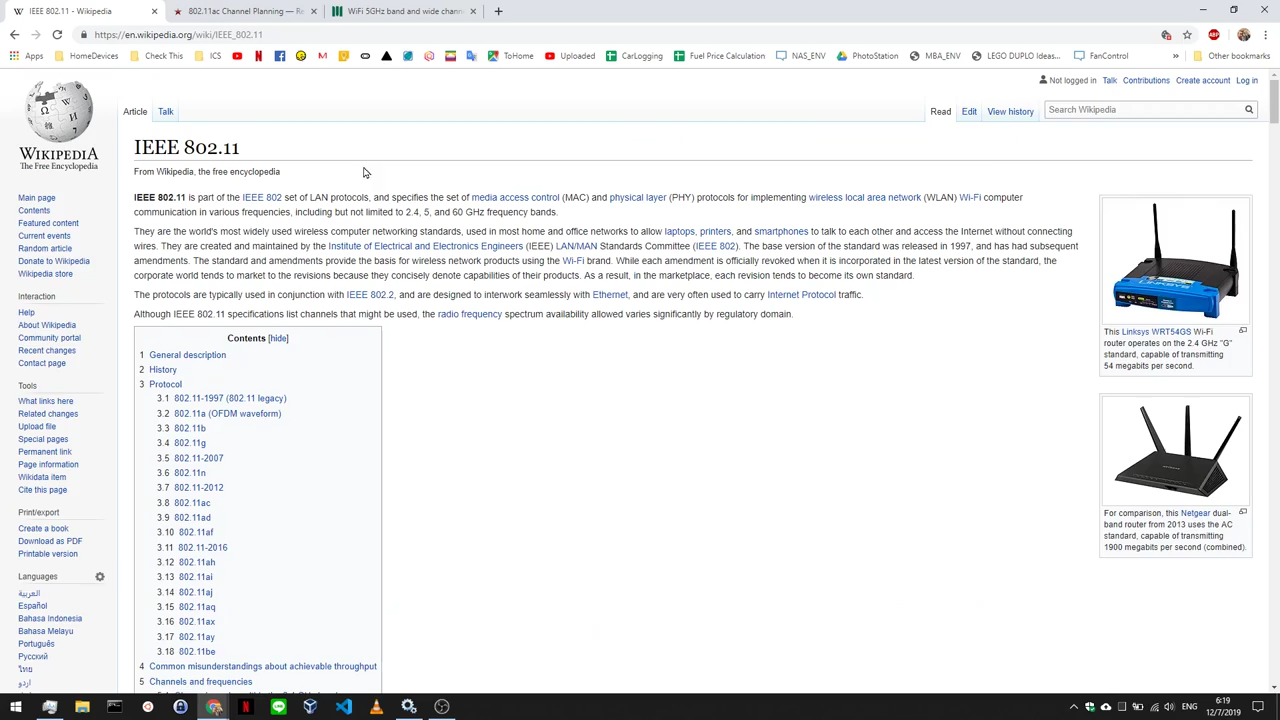 IEEE 802.11 - Wikipedia
802.11ac Channel Planning — Re
WiFi 5GHz band and wide chann
https://en.wikipedia.org/wiki/IEEE_802.11
Apps HomeDevices Check This ICS ToHome Uploaded CarLogging Fuel Price Calculation NAS_ENV PhotoStation MBA_ENV LEGO DUPLO Ideas... FanControl » Other bookmarks
Not logged in Talk Contributions Create account Log in
Article Talk Read Edit View history Search Wikipedia
WIKIPEDIA
The Free Encyclopedia
Main page
Contents
Featured content
Current events
Random article
Donate to Wikipedia
Wikipedia store
Interaction
Help
About Wikipedia
Community portal
Recent changes
Contact page
Tools
What links here
Related changes
Upload file
Special pages
Permanent link
Page information
Wikidata item
Cite this page
Print/export
Create a book
Download as PDF
Printable version
Languages
العربية
Español
Bahasa Indonesia
Bahasa Melayu
Português
Русский
ไทย
اردو
IEEE 802.11
From Wikipedia, the free encyclopedia
IEEE 802.11 is part of the IEEE 802 set of LAN protocols, and specifies the set of media access control (MAC) and physical layer (PHY) protocols for implementing wireless local area network (WLAN) Wi-Fi computer
communication in various frequencies, including but not limited to 2.4, 5, and 60 GHz frequency bands.
They are the world's most widely used wireless computer networking standards, used in most home and office networks to allow laptops, printers, and smartphones to talk to each other and access the Internet without connecting
wires. They are created and maintained by the Institute of Electrical and Electronics Engineers (IEEE) LAN/MAN Standards Committee (IEEE 802). The base version of the standard was released in 1997, and has had subsequent
amendments. The standard and amendments provide the basis for wireless network products using the Wi-Fi brand. While each amendment is officially revoked when it is incorporated in the latest version of the standard, the
corporate world tends to market to the revisions because they concisely denote capabilities of their products. As a result, in the marketplace, each revision tends to become its own standard.
The protocols are typically used in conjunction with IEEE 802.2, and are designed to interwork seamlessly with Ethernet, and are very often used to carry Internet Protocol traffic.
Although IEEE 802.11 specifications list channels that might be used, the radio frequency spectrum availability allowed varies significantly by regulatory domain.
Contents [hide]
1 General description
2 History
3 Protocol
3.1 802.11-1997 (802.11 legacy)
3.2 802.11a (OFDM waveform)
3.3 802.11b
3.4 802.11g
3.5 802.11-2007
3.6 802.11n
3.7 802.11-2012
3.8 802.11ac
3.9 802.11ad
3.10 802.11af
3.11 802.11-2016
3.12 802.11ah
3.13 802.11ai
3.14 802.11aj
3.15 802.11aq
3.16 802.11ax
3.17 802.11ay
3.18 802.11be
4 Common misunderstandings about achievable throughput
5 Channels and frequencies
This Linksys WRT54GS Wi-Fi
router operates on the 2.4 GHz "G"
standard, capable of transmitting
54 megabits per second.
For comparison, this Netgear dual-
band router from 2013 uses the AC
standard, capable of transmitting
1900 megabits per second (combined).
ENG
6:19
12/7/2019